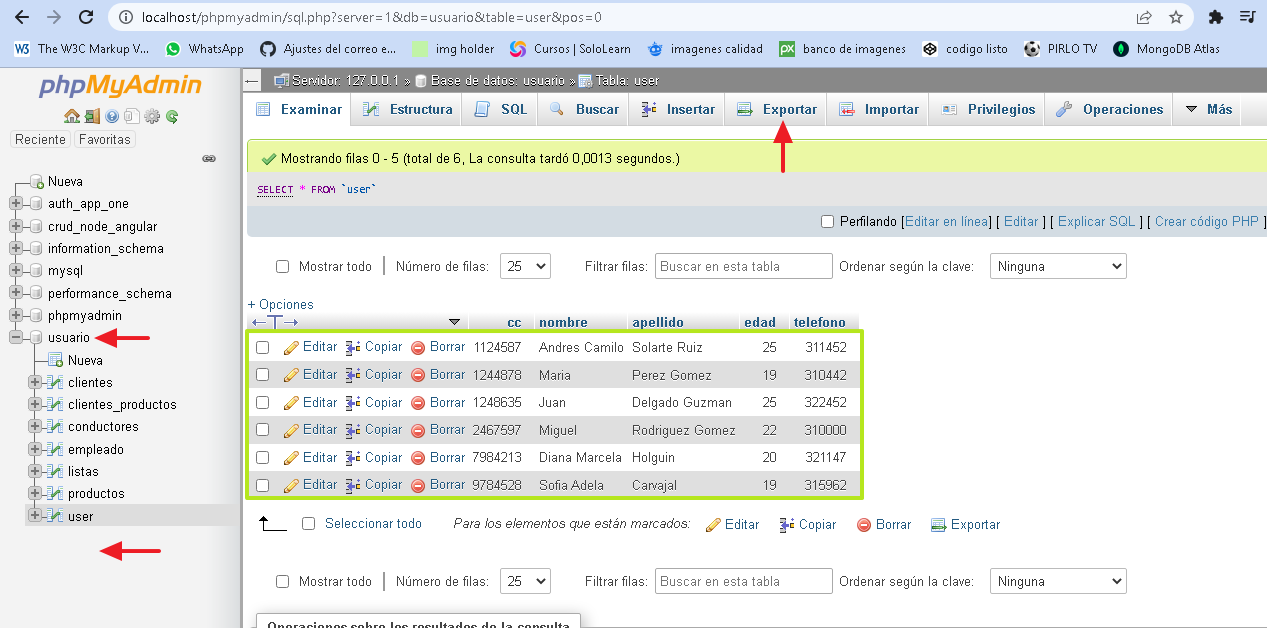 localhost/phpmyadmin/sql.php?server=1&db=usuario&table=user&pos=0
The W3C Markup V... WhatsApp Ajustes del correo e... img holder Cursos | SoloLearn imagenes calidad banco de imagenes codigo listo PIRLO TV MongoDB Atlas
phpMyAdmin
Reciente Favoritas
Nueva
auth_app_one
crud_node_angular
information_schema
mysql
performance_schema
phpmyadmin
usuario
Nueva
clientes
clientes_productos
conductores
empleado
listas
productos
user
Servidor: 127.0.0.1 » Base de datos: usuario » Tabla: user
Examinar Estructura SQL Buscar Insertar Exportar Importar Privilegios Operaciones Más
Mostrando filas 0 - 5 (total de 6, La consulta tardó 0,0013 segundos.)
SELECT * FROM `user`
Perfilando [Editar en línea] [ Editar ] [ Explicar SQL ] [ Crear código PHP ]
Mostrar todo Número de filas: 25 Filtrar filas: Buscar en esta tabla Ordenar según la clave: Ninguna
+ Opciones
←T→ cc nombre apellido edad telefono
Editar Copiar Borrar 1124587 Andres Camilo Solarte Ruiz 25 311452
Editar Copiar Borrar 1244878 Maria Perez Gomez 19 310442
Editar Copiar Borrar 1248635 Juan Delgado Guzman 25 322452
Editar Copiar Borrar 2467597 Miguel Rodriguez Gomez 22 310000
Editar Copiar Borrar 7984213 Diana Marcela Holguin 20 321147
Editar Copiar Borrar 9784528 Sofia Adela Carvajal 19 315962
Seleccionar todo Para los elementos que están marcados: Editar Copiar Borrar Exportar
Mostrar todo Número de filas: 25 Filtrar filas: Buscar en esta tabla Ordenar según la clave: Ninguna
Operaciones sobre los resultados de la consulta